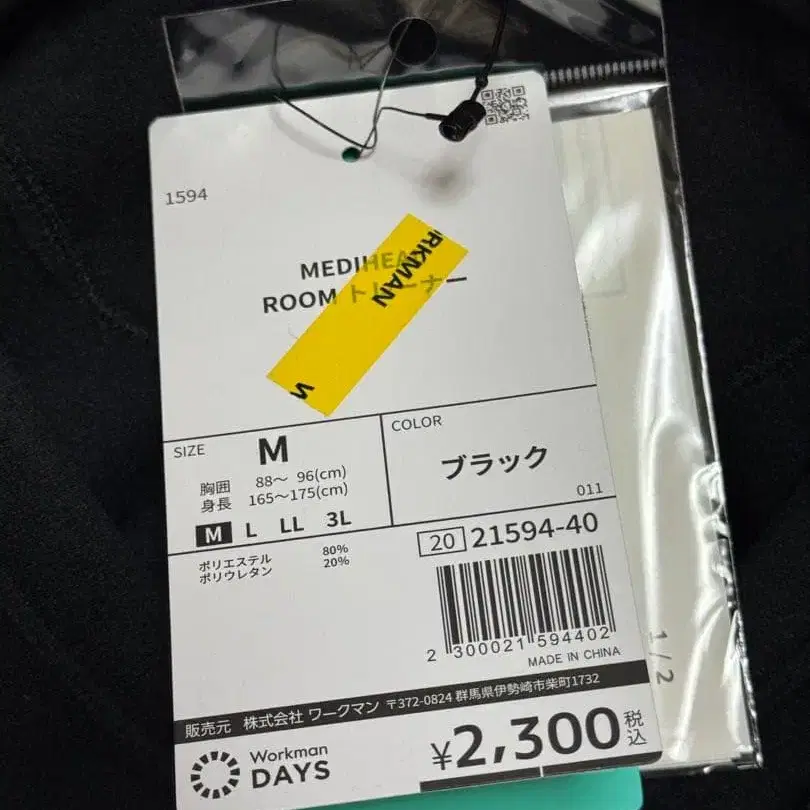 1594
MEDIHEA
ROOM トレーナー
RKMAN
SIZE
M
胸囲 88～ 96(cm)
身長 165～175(cm)
M L LL 3L
COLOR
ブラック
011
ポリエステル 80%
ポリウレタン 20%
20 21594-40
2 300021 594402
MADE IN CHINA
1/2
販売元 株式会社 ワークマン 〒372-0824 群馬県伊勢崎市柴町1732
Workman
DAYS
¥2,300税込